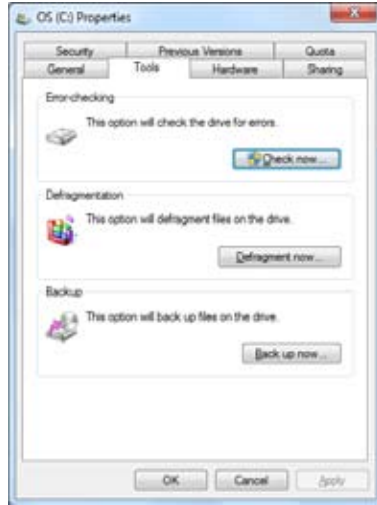 OS (C:) Properties
Security Previous Versions Quota
General Tools Hardware Sharing
Error-checking
This option will check the drive for errors.
Check now...
Defragmentation
This option will defragment files on the drive.
Defragment now...
Backup
This option will back up files on the drive.
Back up now...
OK Cancel Apply